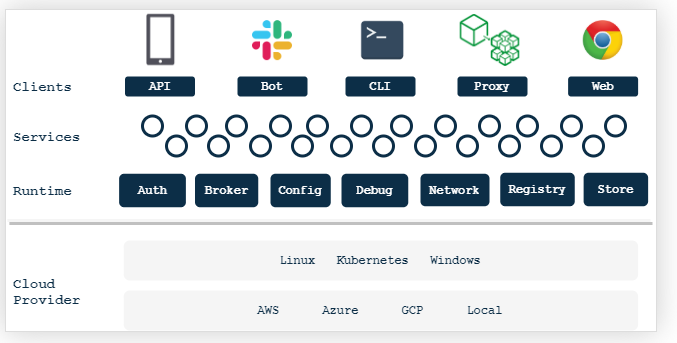 >_
Clients API Bot CLI Proxy Web
Services
Runtime Auth Broker Config Debug Network Registry Store
Linux Kubernetes Windows
Cloud
Provider
AWS Azure GCP Local